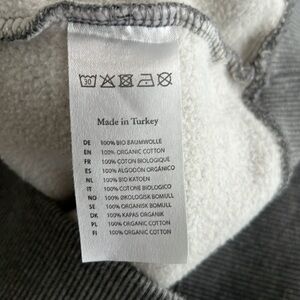 30
Made in Turkey
DE 100% BIO BAUMWOLLE
EN 100% ORGANIC COTTON
FR 100% COTON BIOLOGIQUE
ES 100% ALGODÓN ORGÁNICO
NL 100% BIO KATOEN
IT 100% COTONE BIOLOGICO
NO 100% ØKOLOGISK BOMULL
SE 100% ORGANISK BOMULL
DK 100% KAPAS ORGANIK
PL 100% ORGANIC COTTON
FI 100% ORGANIC COTTON